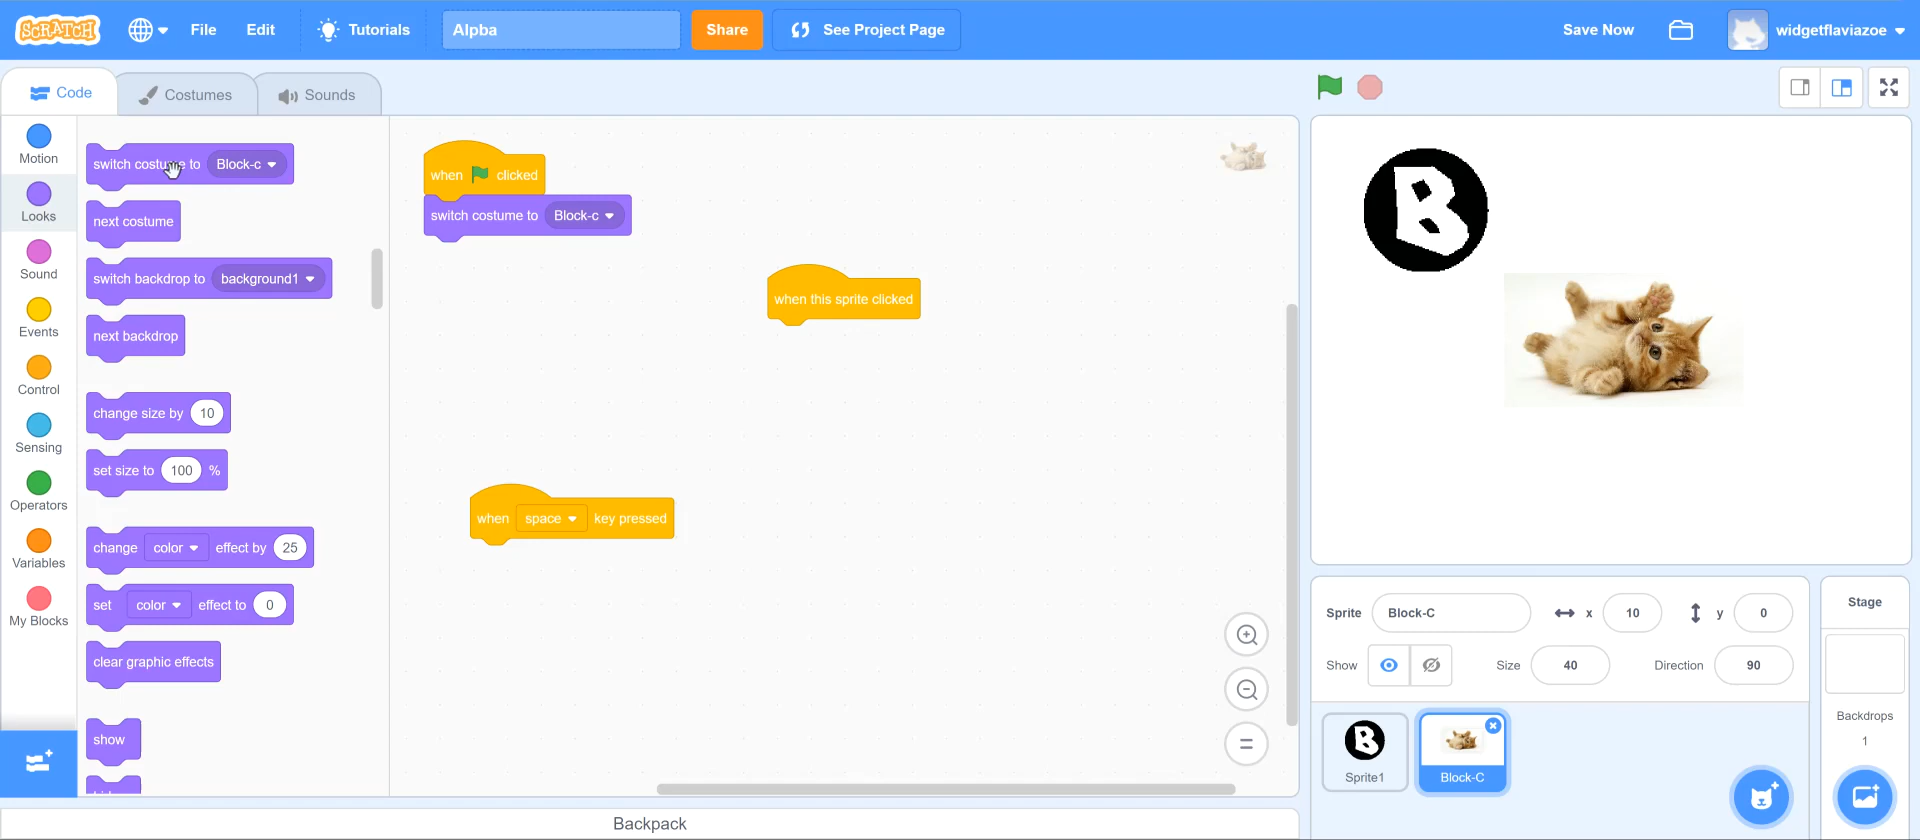 SCRATCH File Edit Tutorials Alpba Share See Project Page Save Now widgetflaviazoe
Code Costumes Sounds
Motion
Looks
Sound
Events
Control
Sensing
Operators
Variables
My Blocks
switch costume to Block-c
next costume
switch backdrop to background1
next backdrop
change size by 10
set size to 100 %
change color effect by 25
set color effect to 0
clear graphic effects
show
when clicked
switch costume to Block-c
when this sprite clicked
when space key pressed
B
Sprite Block-C x 10 y 0
Show Size 40 Direction 90
B
Sprite1
Block-C
Stage
Backdrops
1
Backpack